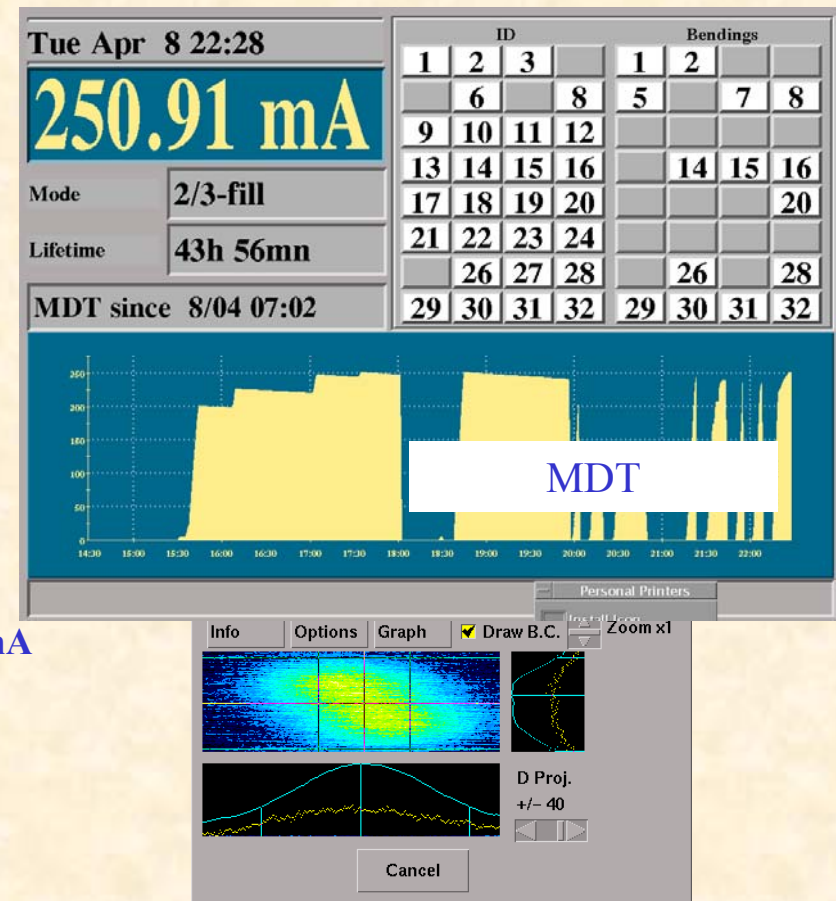 Tue Apr 8 22:28
250.91 mA
Mode 2/3-fill
Lifetime 43h 56mn
MDT since 8/04 07:02
ID
1 2 3
6 8
9 10 11 12
13 14 15 16
17 18 19 20
21 22 23 24
26 27 28
29 30 31 32
Bendings
1 2
5 7 8
14 15 16
20
26 28
29 30 31 32
250
200
150
100
50
0
14:30 15:00 15:30 16:00 16:30 17:00 17:30 18:00 18:30 19:00 19:30 20:00 20:30 21:00 21:30 22:00
MDT
Personal Printers
mA
Info Options Graph Draw B.C. Zoom x1
D Proj.
+/- 40
Cancel